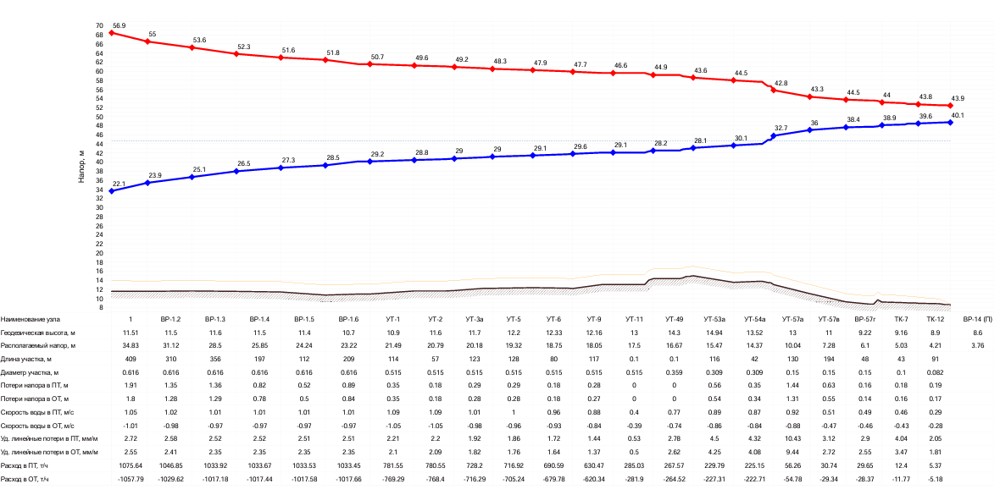 Напор, м
70
68
66
64
62
60
58
56
54
52
50
48
46
44
42
40
38
36
34
32
30
28
26
24
22
20
18
16
14
12
10
8
56.9 55 53.6 52.3 51.6 51.8 50.7 49.6 49.2 48.3 47.9 47.7 46.6 44.9 43.6 44.5 42.8 43.3 44.5 44 43.8 43.9
22.1 23.9 25.1 26.5 27.3 28.5 29.2 28.8 29 29 29.1 29.6 29.1 28.2 28.1 30.1 32.7 36 38.4 38.9 39.6 40.1
Наименование узла 1 ВР-1.2 ВР-1.3 ВР-1.4 ВР-1.5 ВР-1.6 УТ-1 УТ-2 УТ-3а УТ-5 УТ-6 УТ-9 УТ-11 УТ-49 УТ-53а УТ-54а УТ-57а УТ-57в ВР-57г ТК-7 ТК-12 ВР-14 (П)
Геодезическая высота, м 11.51 11.5 11.6 11.5 11.4 10.7 10.9 11.6 11.7 12.2 12.33 12.16 13 14.3 14.94 13.52 13 11 9.22 9.16 8.9 8.6
Располагаемый напор, м 34.83 31.12 28.5 25.85 24.24 23.22 21.49 20.79 20.18 19.32 18.75 18.05 17.5 16.67 15.47 14.37 10.04 7.28 6.1 5.03 4.21 3.76
Длина участка, м 409 310 356 197 112 209 114 57 123 128 80 117 0.1 0.1 116 42 130 194 48 43 91
Диаметр участка, м 0.616 0.616 0.616 0.616 0.616 0.616 0.515 0.515 0.515 0.515 0.515 0.515 0.515 0.359 0.309 0.309 0.15 0.15 0.15 0.1 0.082
Потери напора в ПТ, м 1.91 1.35 1.36 0.82 0.52 0.89 0.35 0.18 0.29 0.29 0.18 0.28 0 0 0.56 0.35 1.44 0.63 0.16 0.18 0.19
Потери напора в ОТ, м 1.8 1.28 1.29 0.78 0.5 0.84 0.35 0.18 0.28 0.28 0.18 0.27 0 0 0.54 0.34 1.31 0.55 0.14 0.16 0.17
Скорость воды в ПТ, м/с 1.05 1.02 1.01 1.01 1.01 1.01 1.09 1.09 1.01 1 0.96 0.88 0.4 0.77 0.89 0.87 0.92 0.51 0.49 0.46 0.29
Скорость воды в ОТ, м/с -1.01 -0.98 -0.97 -0.97 -0.97 -0.97 -1.05 -1.05 -0.98 -0.96 -0.93 -0.84 -0.39 -0.74 -0.86 -0.84 -0.88 -0.47 -0.46 -0.43 -0.28
Уд. линейные потери в ПТ, мм/м 2.72 2.58 2.52 2.52 2.51 2.51 2.21 2.2 1.92 1.86 1.72 1.44 0.53 2.78 4.5 4.32 10.43 3.12 2.9 4.04 2.05
Уд. линейные потери в ОТ, мм/м 2.55 2.41 2.35 2.35 2.35 2.35 2.1 2.09 1.82 1.76 1.64 1.37 0.5 2.62 4.25 4.08 9.44 2.72 2.55 3.47 1.81
Расход в ПТ, т/ч 1075.64 1046.85 1033.92 1033.67 1033.53 1033.45 781.55 780.55 728.2 716.92 690.59 630.47 285.03 267.57 229.79 225.15 56.26 30.74 29.65 12.4 5.37
Расход в ОТ, т/ч -1057.79 -1029.62 -1017.18 -1017.44 -1017.58 -1017.66 -769.29 -768.4 -716.29 -705.24 -679.78 -620.34 -281.9 -264.52 -227.31 -222.71 -54.78 -29.34 -28.37 -11.77 -5.18